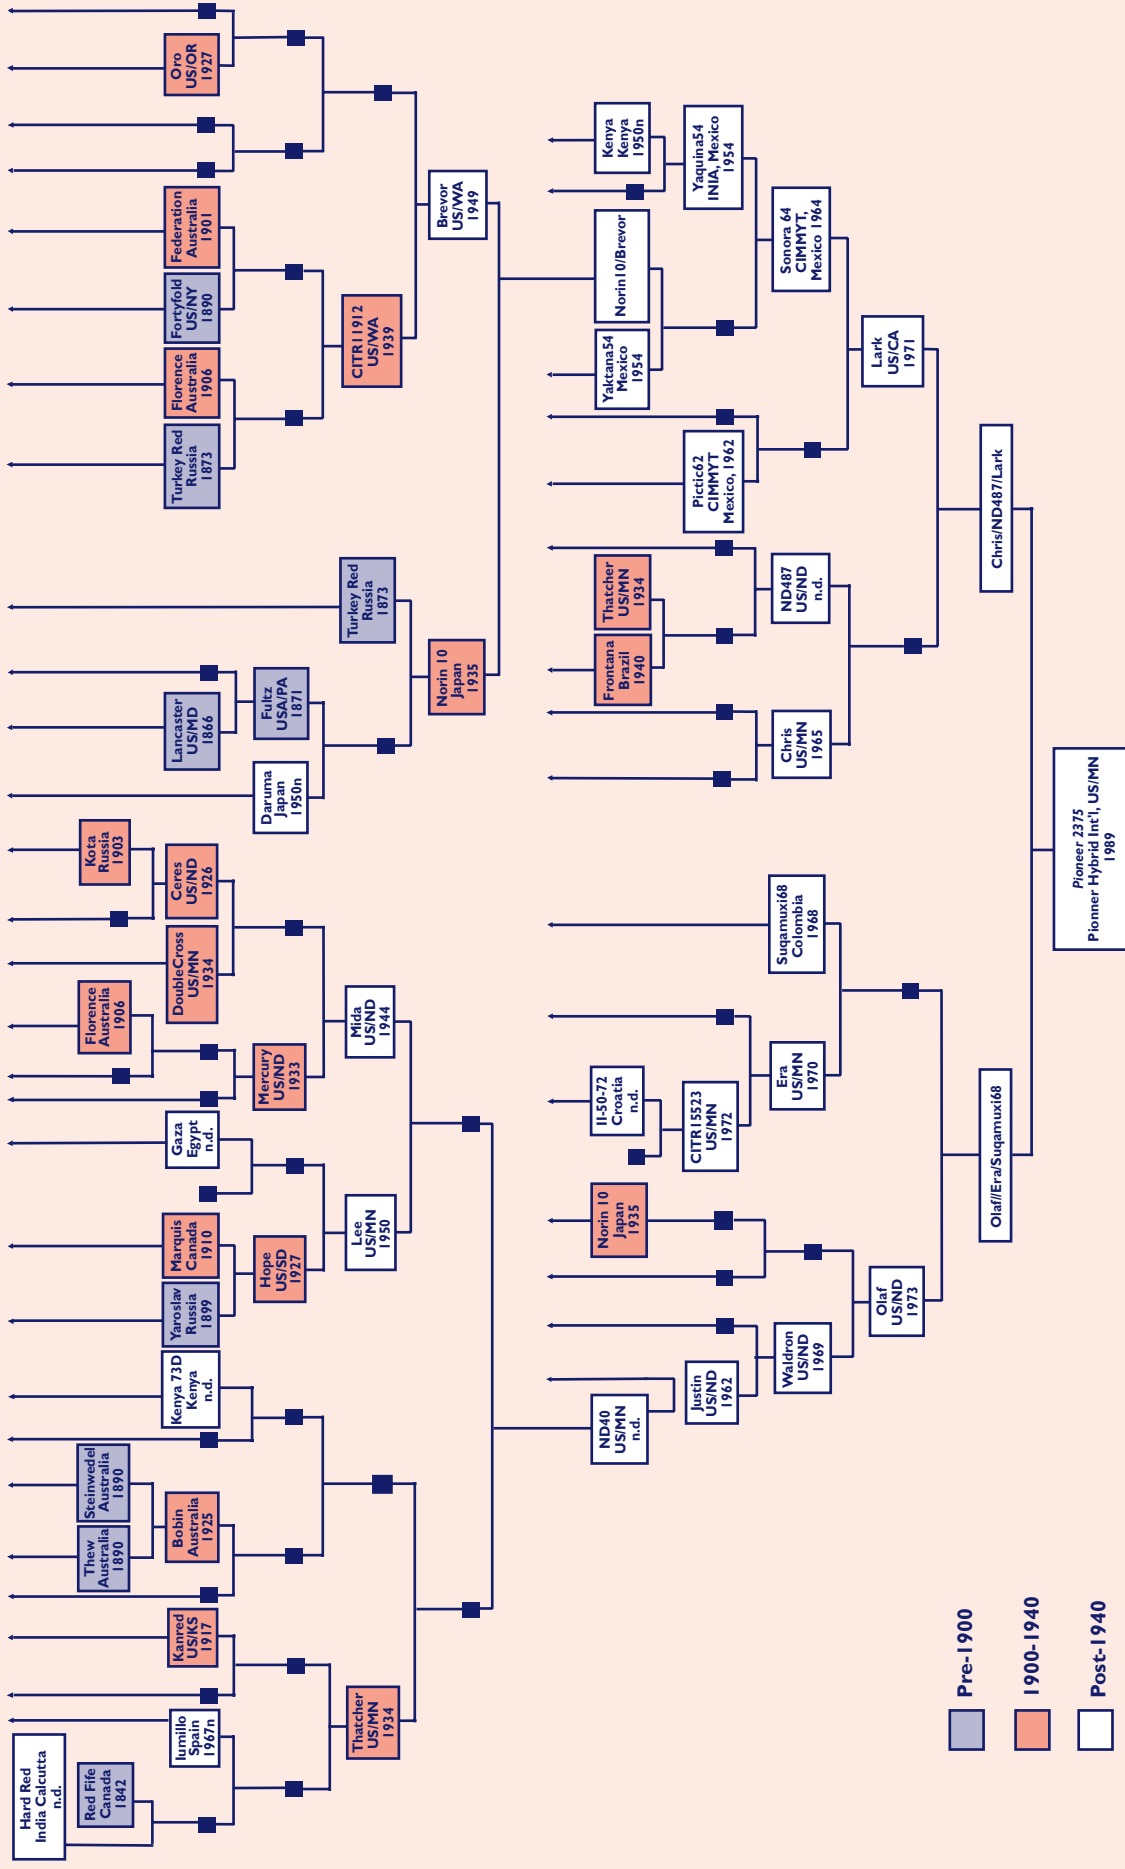 Hard Red
India Calcutta
n.d.
Red Fife
Canada
1842
Thew
Australia
1890
Steinwedel
Australia
1890
Florence
Australia
1906
Kota
Russia
1903
Iumillo
Spain
1967n
Kanred
US/KS
1917
Bobin
Australia
1925
Kenya 73D
Kenya
n.d.
Yaroslav
Russia
1899
Marquis
Canada
1910
Gaza
Egypt
n.d.
DoubleCross
US/MN
1934
Ceres
US/ND
1926
Lancaster
US/MD
1866
Turkey Red
Russia
1873
Florence
Australia
1906
Fortyfold
US/NY
1890
Federation
Australia
1901
Oro
US/OR
1927
Hope
US/SD
1927
Mercury
US/ND
1933
Daruma
Japan
1950n
Fultz
USA/PA
1871
Thatcher
US/MN
1934
Lee
US/MN
1950
Mida
US/ND
1944
Turkey Red
Russia
1873
CITR11912
US/WA
1939
Norin 10
Japan
1935
Brevor
US/WA
1949
ND40
US/MN
n.d.
Norin 10
Japan
1935
II-50-72
Croatia
n.d.
Frontana
Brazil
1940
Thatcher
US/MN
1934
Yaktana54
Mexico
1954
Norin10/Brevor
Kenya
Kenya
1950n
Justin
US/ND
1962
CITR15523
US/MN
1972
Pictic62
CIMMYT
Mexico, 1962
Yaquina54
INIA, Mexico
1954
Waldron
US/ND
1969
Era
US/MN
1970
Suqamuxi68
Colombia
1968
Chris
US/MN
1965
ND487
US/ND
n.d.
Sonora 64
CIMMYT,
Mexico 1964
Olaf
US/ND
1973
Lark
US/CA
1971
Olaf//Era/Suqamuxi68
Chris/ND487/Lark
Pioneer 2375
Pionner Hybrid Int'l, US/MN
1989
Pre-1900
1900-1940
Post-1940